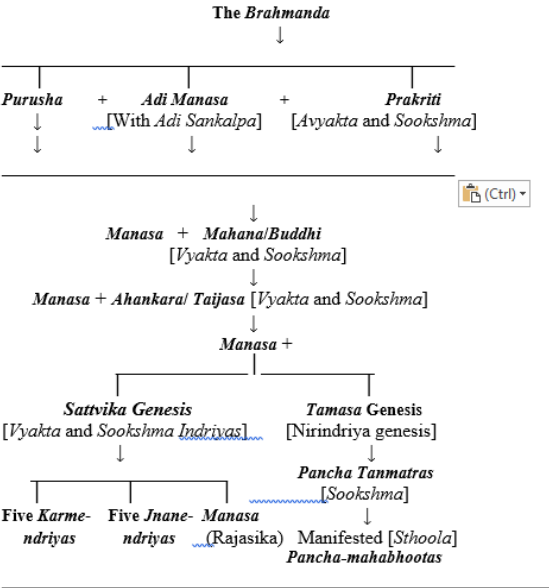 The Brahmanda
↓
Purusha + Adi Manasa + Prakriti
↓ [With Adi Sankalpa] [Avyakta and Sookshma]
↓ ↓ ↓
(Ctrl)
↓
Manasa + Mahana/Buddhi
[Vyakta and Sookshma]
↓
Manasa + Ahankara/ Taijasa [Vyakta and Sookshma]
↓
Manasa +
Sattvika Genesis Tamasa Genesis
[Vyakta and Sookshma Indriyas] [Nirindriya genesis]
↓ ↓
Pancha Tanmatras
[Sookshma]
Five Karme- Five Jnane- Manasa ↓
ndriyas ndriyas (Rajasika) Manifested [Sthoola]
Pancha-mahabhootas